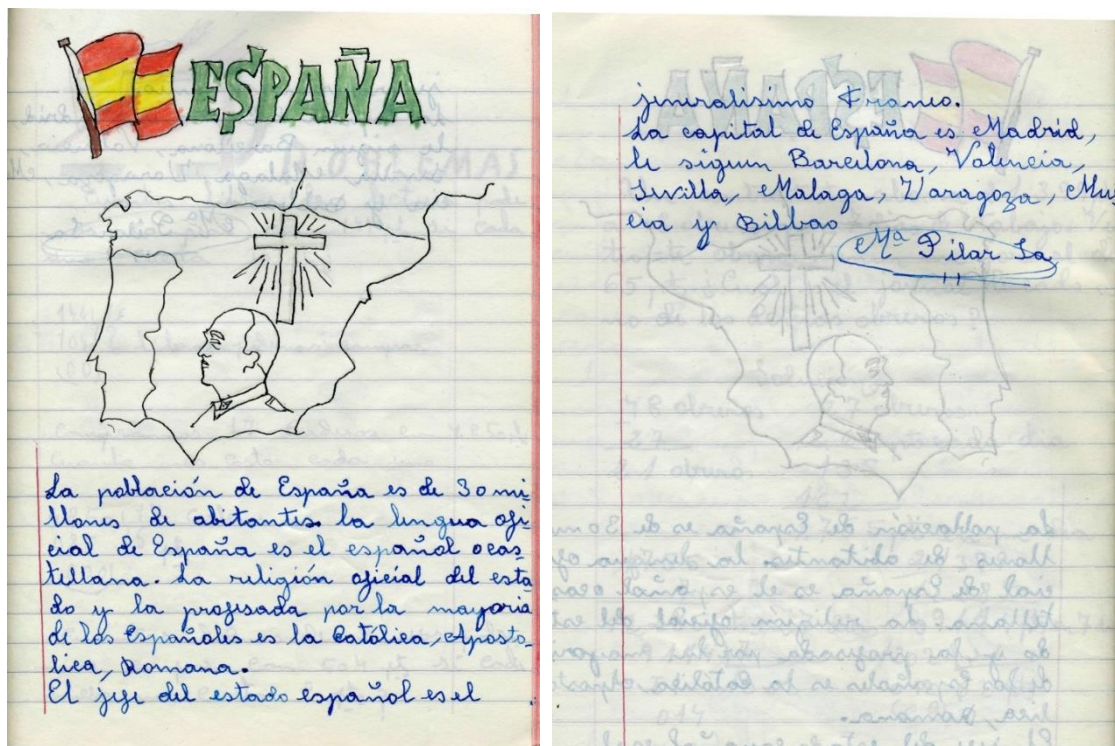 ESPAÑA
La población de España es de 30 mi-
llones de abitantes. la lengua ofi-
cial de España es el español o cas-
tellana. La religión oficial del esta-
do y la profesada por la mayoria
de los Españoles es la Católica, Aposto-
lica, Romana.
El jefe del estado español es el
jeneralisimo Franco.
La capital de España es Madrid,
le siguen Barcelona, Valencia,
Sevilla, Malaga, Zaragoza, Mur
cia y Bilbao
Mª Pilar La